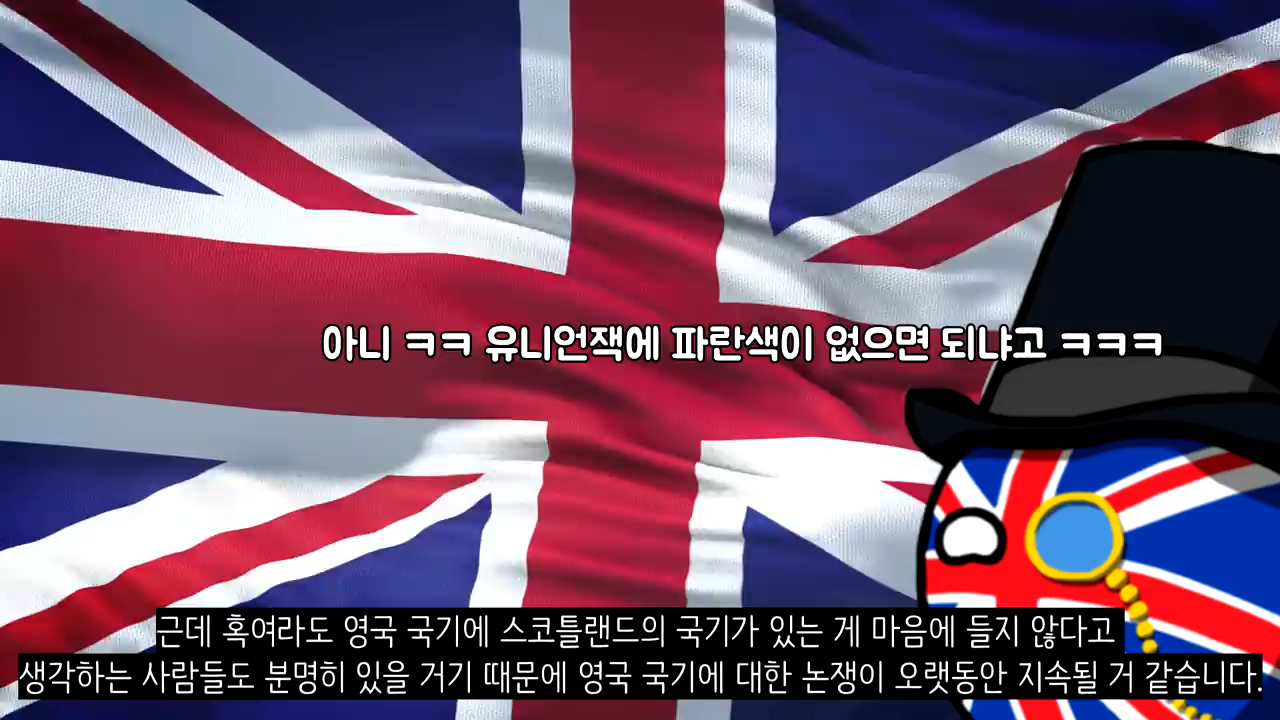 아니 ㅋㅋ 유니언잭에 파란색이 없으면 되냐고 ㅋㅋㅋ
근데 혹여라도 영국 국기에 스코틀랜드의 국기가 있는 게 마음에 들지 않다고
생각하는 사람들도 분명히 있을 거기 때문에 영국 국기에 대한 논쟁이 오랫동안 지속될 거 같습니다.